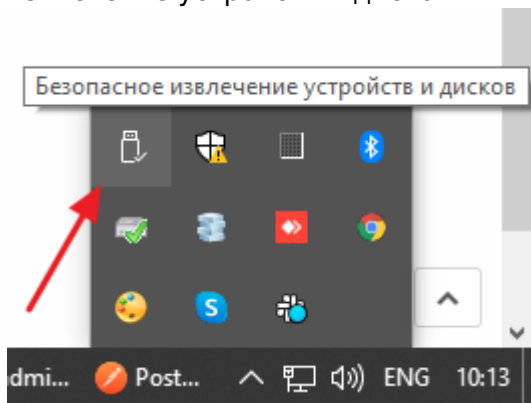 Безопасное извлечение устройств и дисков
S
dmi... Post... ENG 10:13